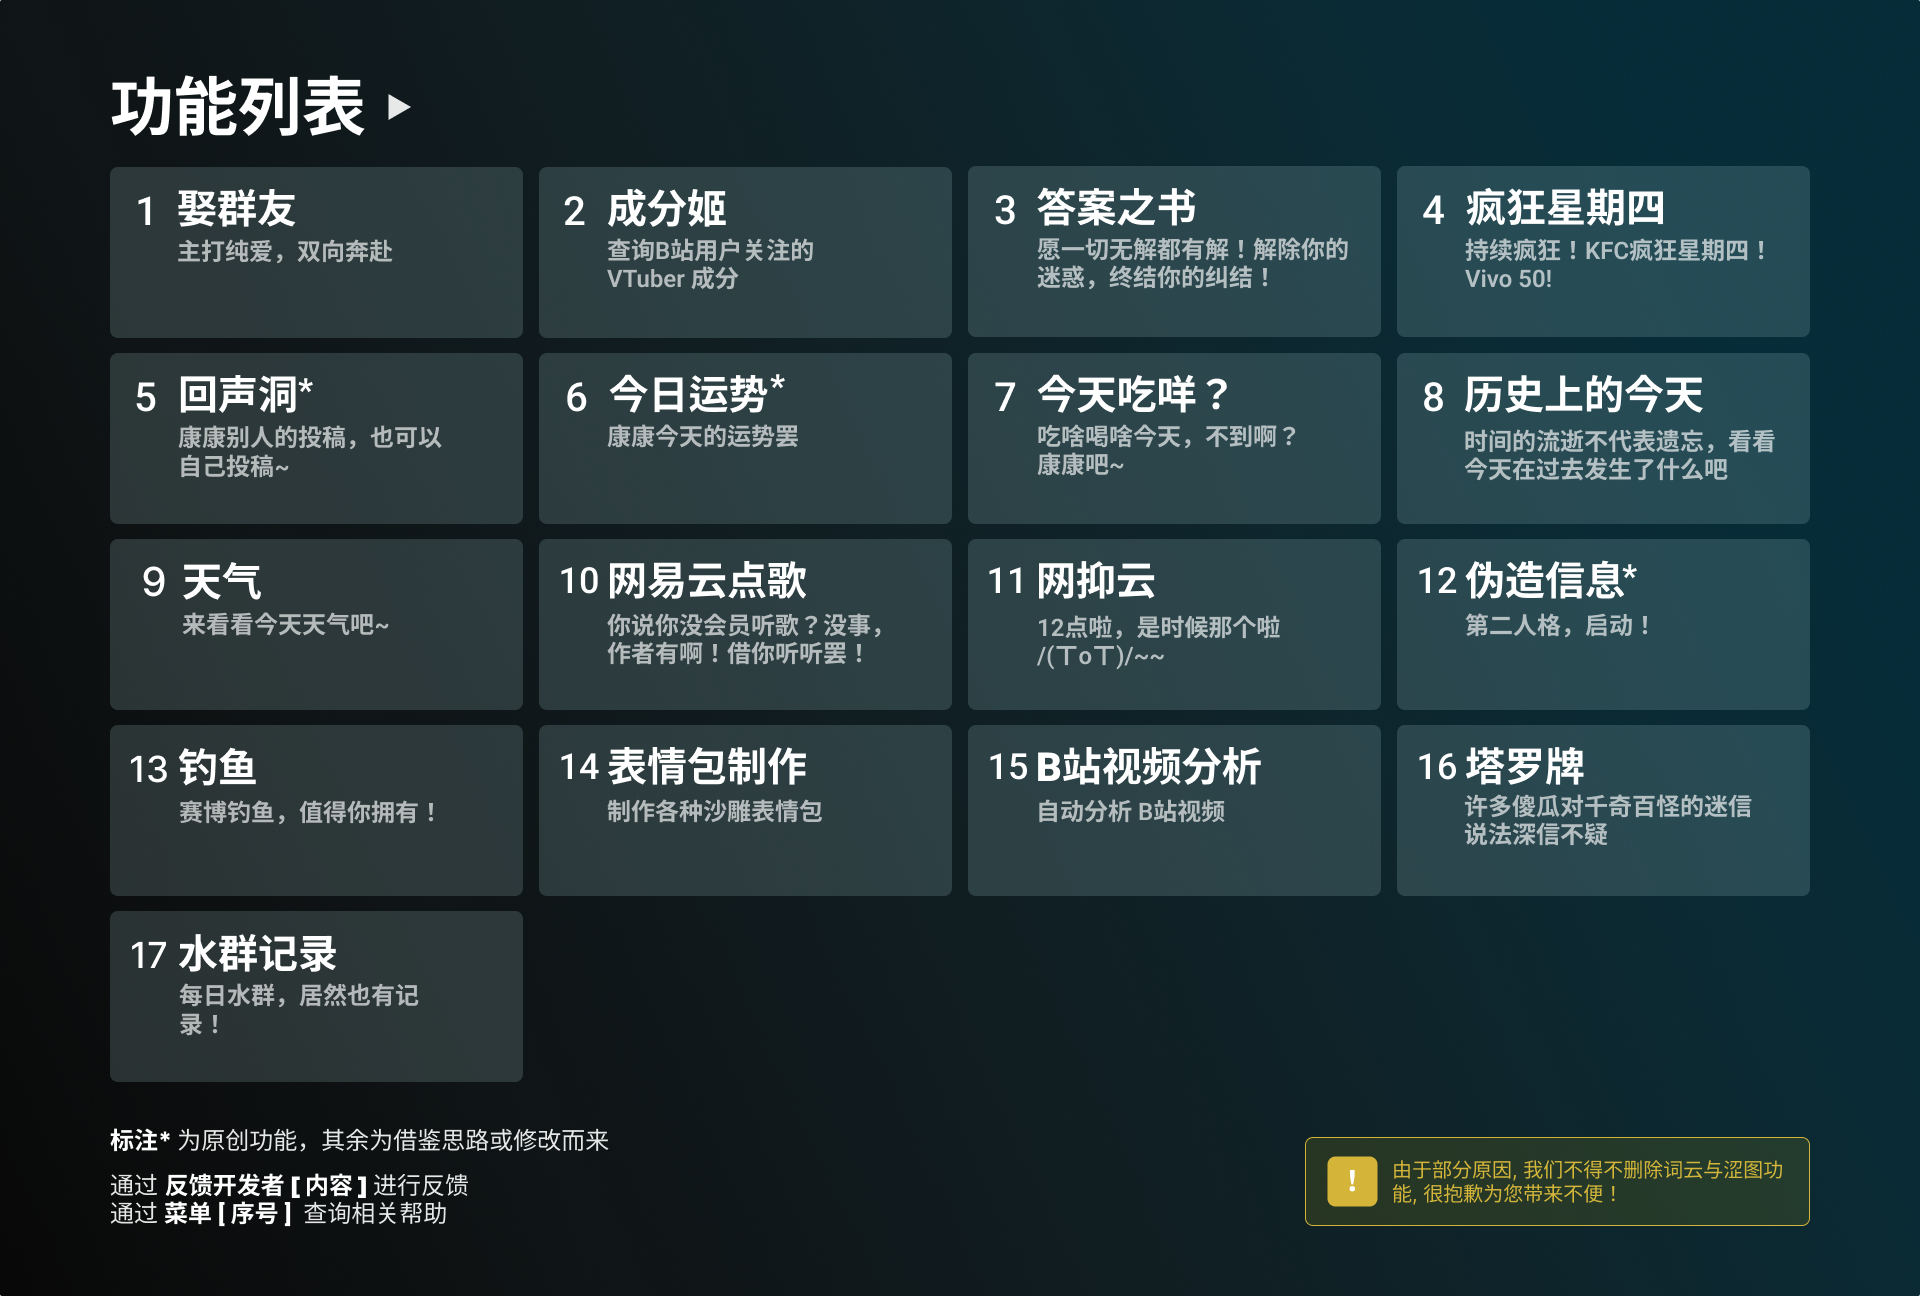 功能列表 ▶
1 娶群友
主打纯爱，双向奔赴
2 成分姬
查询B站用户关注的
VTuber 成分
3 答案之书
愿一切无解都有解！解除你的
迷惑，终结你的纠结！
4 疯狂星期四
持续疯狂！KFC疯狂星期四！
Vivo 50!
5 回声洞*
康康别人的投稿，也可以
自己投稿~
6 今日运势*
康康今天的运势罢
7 今天吃咩？
吃啥喝啥今天，不到啊？
康康吧~
8 历史上的今天
时间的流逝不代表遗忘，看看
今天在过去发生了什么吧
9 天气
来看看今天天气吧~
10 网易云点歌
你说你没会员听歌？没事，
作者有啊！借你听听罢！
11 网抑云
12点啦，是时候那个啦
/(ㄒoㄒ)/~~
12 伪造信息*
第二人格，启动！
13 钓鱼
赛博钓鱼，值得你拥有！
14 表情包制作
制作各种沙雕表情包
15 B站视频分析
自动分析 B站视频
16 塔罗牌
许多傻瓜对千奇百怪的迷信
说法深信不疑
17 水群记录
每日水群，居然也有记
录！
标注* 为原创功能，其余为借鉴思路或修改而来
通过 反馈开发者 [ 内容 ] 进行反馈
通过 菜单 [ 序号 ] 查询相关帮助
!
由于部分原因, 我们不得不删除词云与涩图功
能, 很抱歉为您带来不便！